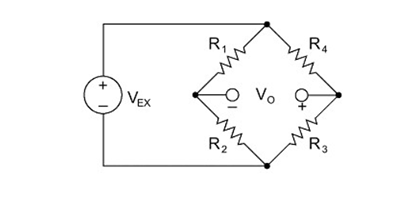 R1 R4
+
VEX − VO +
−
R2 R3